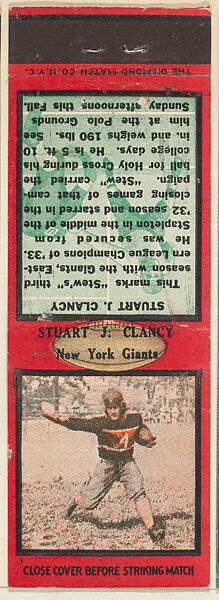 THE DIAMOND MATCH CO. N.Y.C.
STUART J. CLANCY
This marks "Stew's" third
season with the Giants, East-
ern League Champions of '33.
He was secured from
Stapleton in the middle of the
'32 season and starred in the
closing games of that cam-
paign. "Stew" carried the
ball for Holy Cross during his
college days. He is 5 ft. 10
in. and weighs 190 lbs. See
him at the Polo Grounds
Sunday afternoons this Fall.
STUART J. CLANCY
New York Giants
CLOSE COVER BEFORE STRIKING MATCH